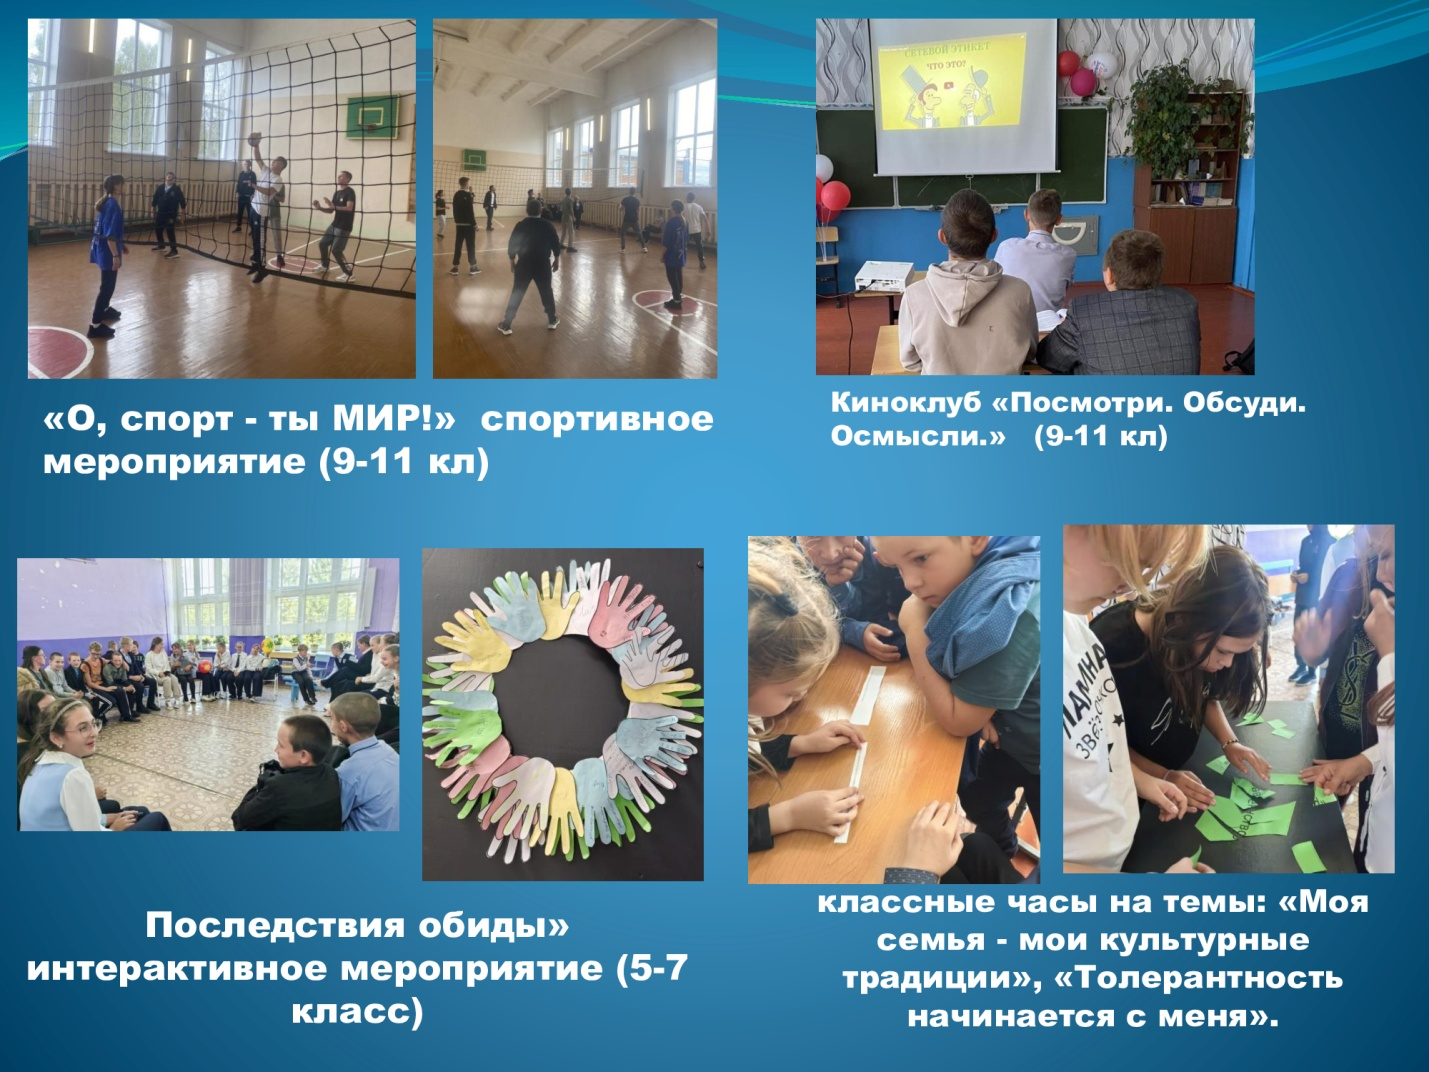 СЕТЕВОЙ ЭТИКЕТ
ЧТО ЭТО?
«О, спорт - ты МИР!» спортивное
мероприятие (9-11 кл)
Киноклуб «Посмотри. Обсуди.
Осмысли.» (9-11 кл)
Последствия обиды»
интерактивное мероприятие (5-7
класс)
классные часы на темы: «Моя
семья - мои культурные
традиции», «Толерантность
начинается с меня».